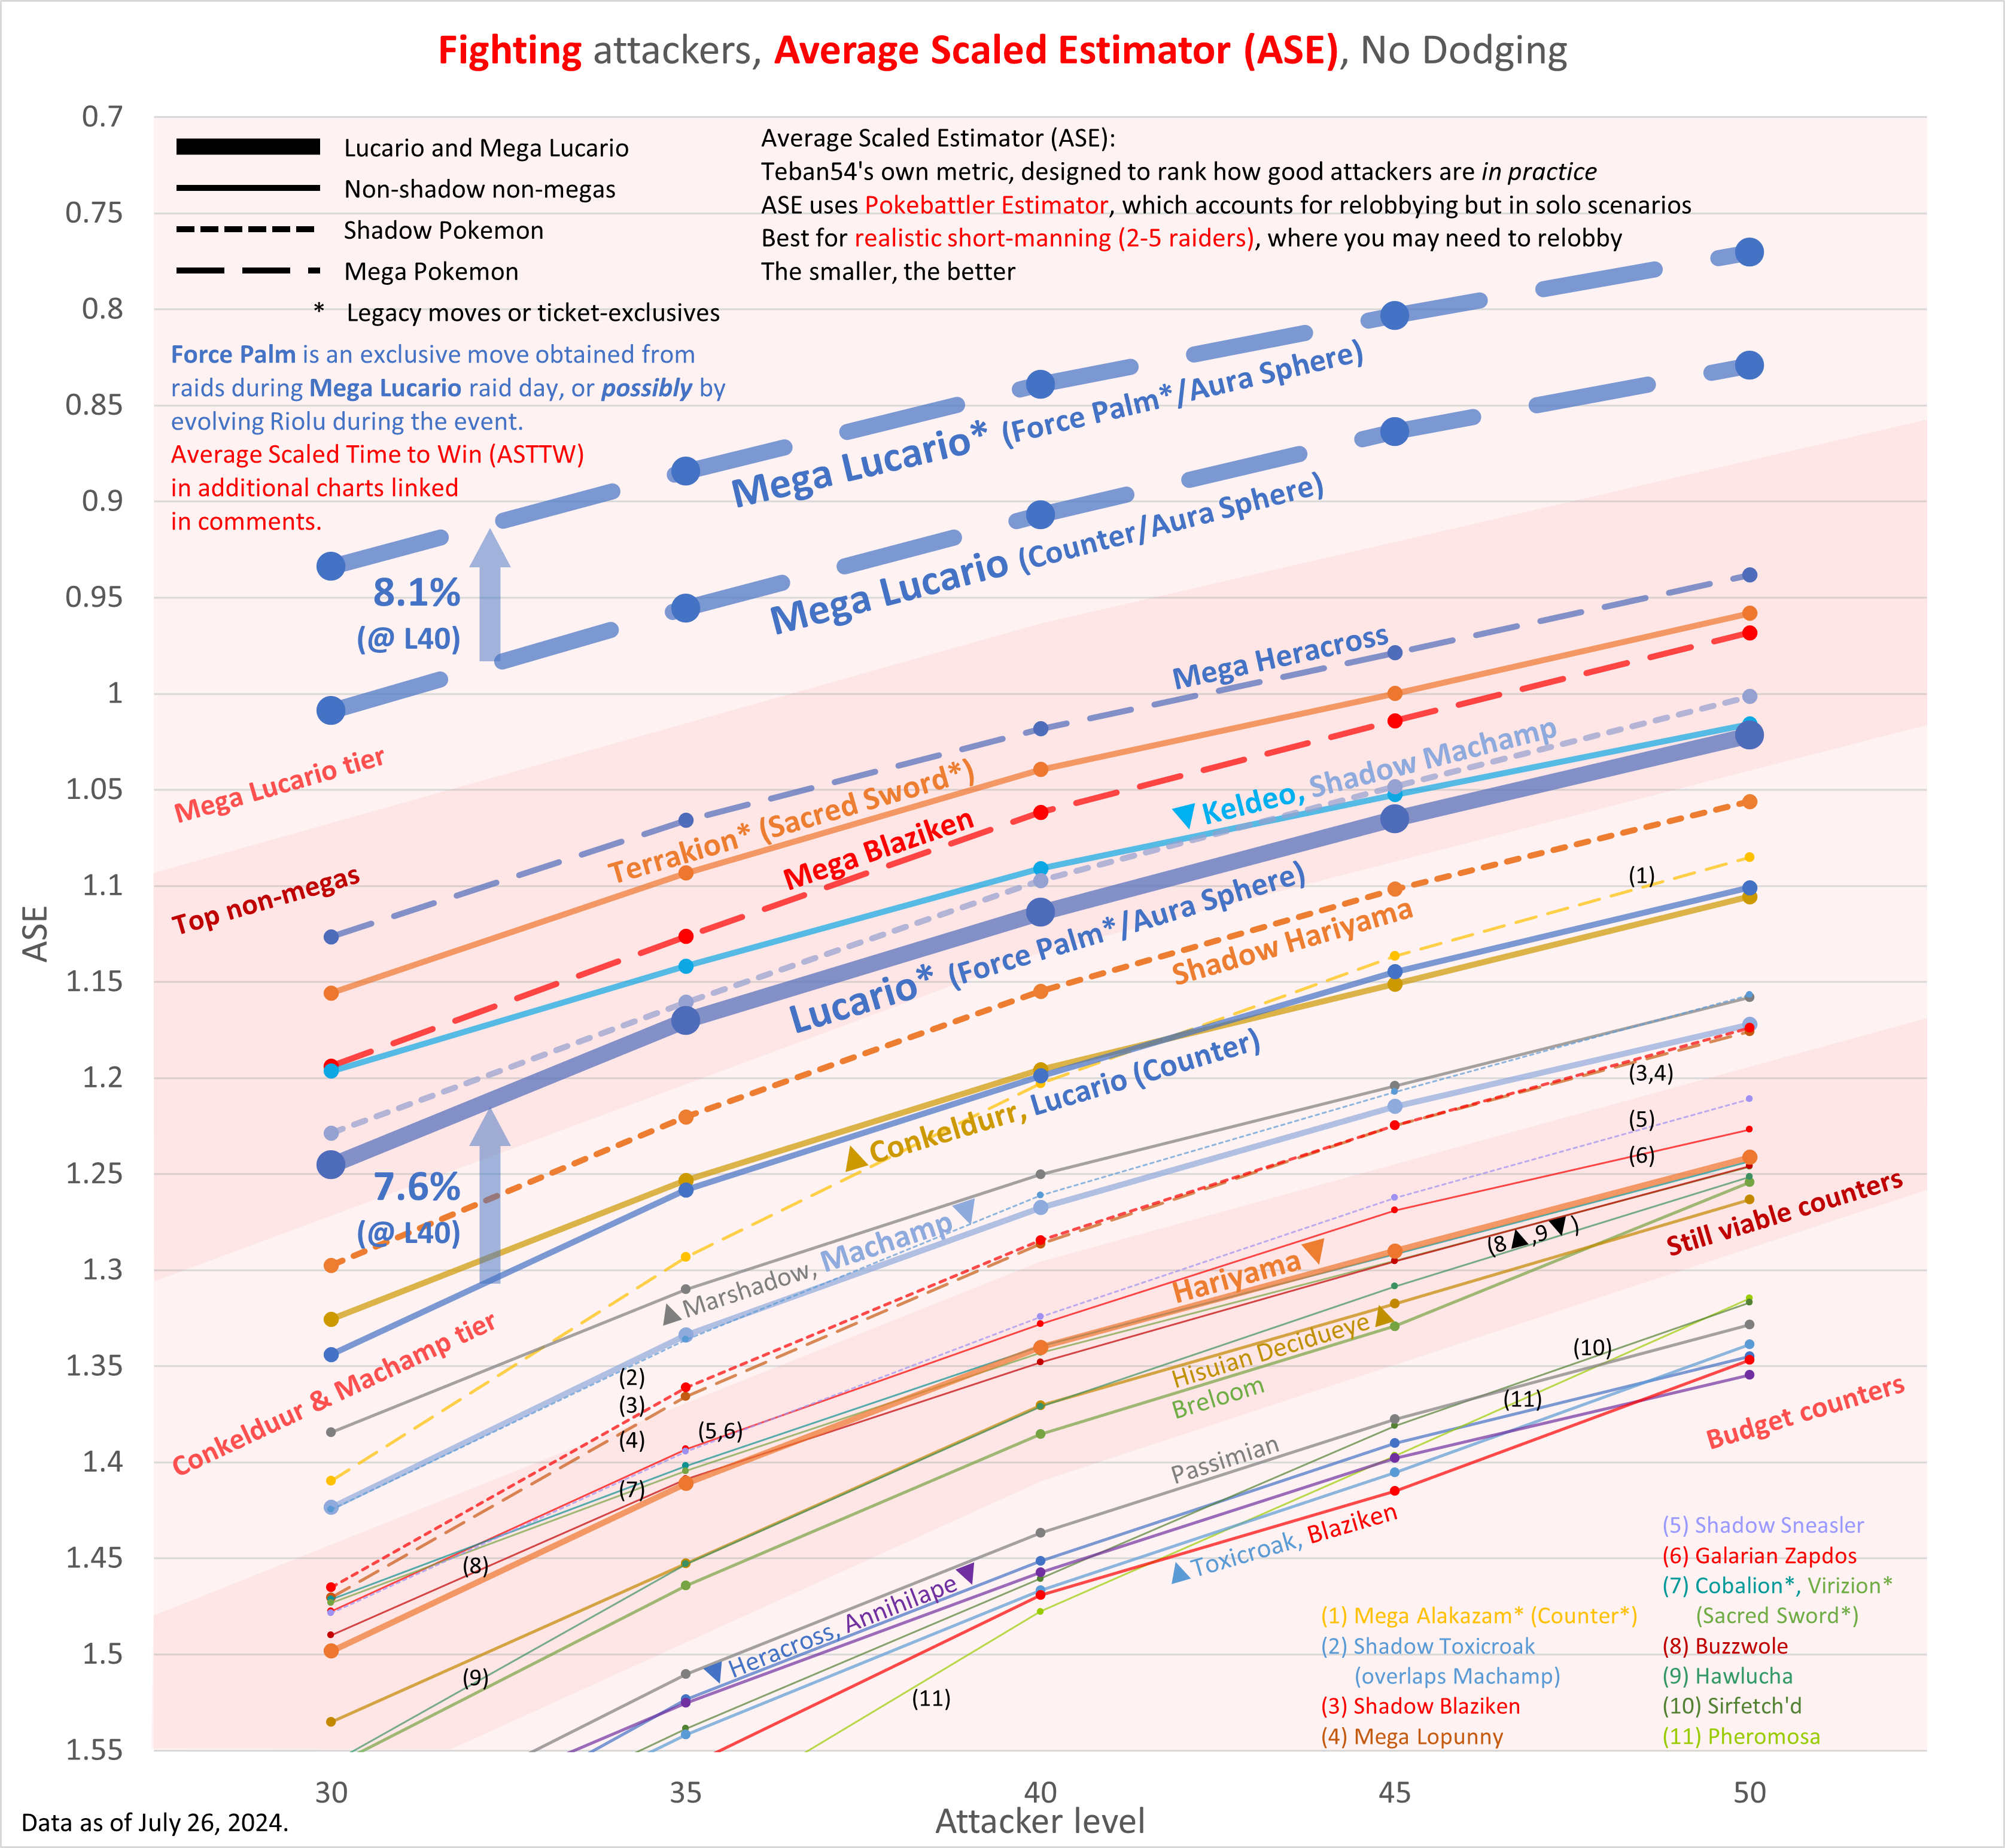 Fighting attackers, Average Scaled Estimator (ASE), No Dodging
0.7
0.75
0.8
0.85
0.9
0.95
1
1.05
1.1
1.15
1.2
1.25
1.3
1.35
1.4
1.45
1.5
1.55
ASE
Lucario and Mega Lucario
Non-shadow non-megas
Shadow Pokemon
Mega Pokemon
* Legacy moves or ticket-exclusives
Average Scaled Estimator (ASE):
Teban54's own metric, designed to rank how good attackers are in practice
ASE uses Pokebattler Estimator, which accounts for relobbying but in solo scenarios
Best for realistic short-manning (2-5 raiders), where you may need to relobby
The smaller, the better
Force Palm is an exclusive move obtained from
raids during Mega Lucario raid day, or possibly by
evolving Riolu during the event.
Average Scaled Time to Win (ASTTW)
in additional charts linked
in comments.
Mega Lucario* (Force Palm*/Aura Sphere)
Mega Lucario (Counter/Aura Sphere)
8.1%
(@ L40)
Mega Lucario tier
Mega Heracross
Terrakion* (Sacred Sword*)
Mega Blaziken
▼Keldeo, Shadow Machamp
Top non-megas
Lucario* (Force Palm*/Aura Sphere)
Shadow Hariyama
(1)
▲Conkeldurr, Lucario (Counter)
7.6%
(@ L40)
▲Marshadow, Machamp▼
(3,4)
(5)
(6)
Hariyama▼
(8▲,9▼)
Still viable counters
Conkelduur & Machamp tier
(2)
(3)
(4)
(5,6)
(7)
(8)
(9)
Hisuian Decidueye▲
Breloom
(10)
(11)
Budget counters
Passimian
▼Heracross, Annihilape▼
▲Toxicroak, Blaziken
(11)
(1) Mega Alakazam* (Counter*)
(2) Shadow Toxicroak
(overlaps Machamp)
(3) Shadow Blaziken
(4) Mega Lopunny
(5) Shadow Sneasler
(6) Galarian Zapdos
(7) Cobalion*, Virizion*
(Sacred Sword*)
(8) Buzzwole
(9) Hawlucha
(10) Sirfetch'd
(11) Pheromosa
30
35
40
45
50
Attacker level
Data as of July 26, 2024.